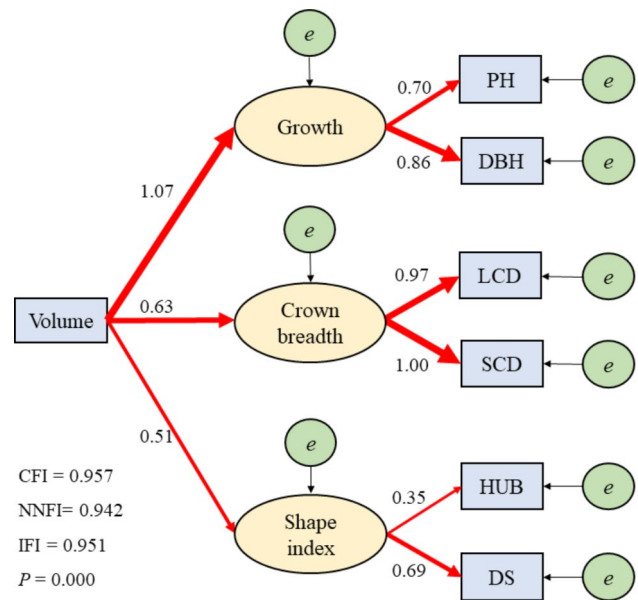 e
0.70
PH
e
Growth
0.86
DBH
e
1.07
e
0.97
LCD
e
Volume
0.63
Crown
breadth
1.00
SCD
e
0.51
e
CFI = 0.957
0.35
HUB
e
NNFI= 0.942
Shape
index
IFI = 0.951
0.69
DS
e
P = 0.000